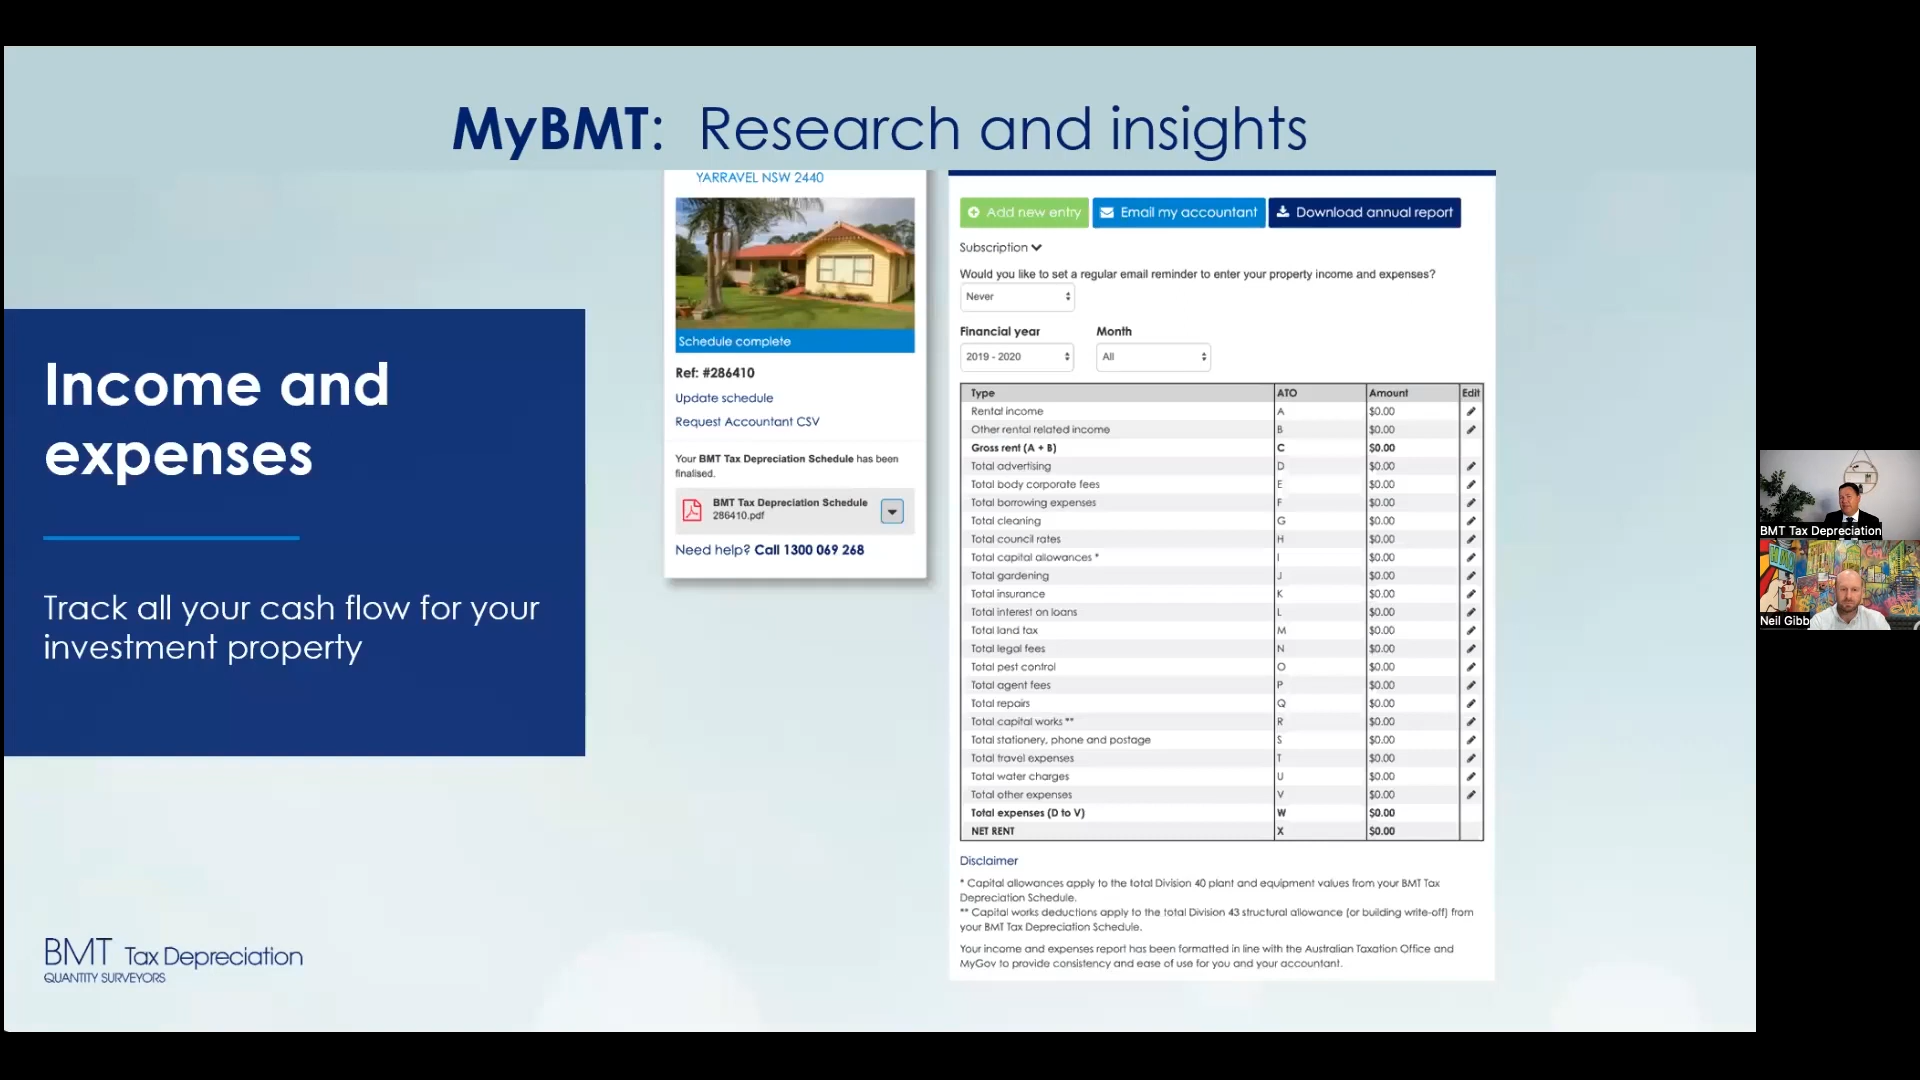 MyBMT: Research and insights
Income and
expenses
Track all your cash flow for your
investment property
BMT Tax Depreciation
QUANTITY SURVEYORS
YARRAVEL NSW 2440
Schedule complete
Ref: #286410
Update schedule
Request Accountant CSV
Your BMT Tax Depreciation Schedule has been
finalised.
BMT Tax Depreciation Schedule
286410.pdf
Need help? Call 1300 069 268
Add new entry Email my accountant Download annual report
Subscription
Would you like to set a regular email reminder to enter your property income and expenses?
Never
Financial year Month
2019 - 2020 All
Type ATO Amount Edit
Rental income A $0.00
Other rental related income B $0.00
Gross rent (A + B) C $0.00
Total advertising D $0.00
Total body corporate fees E $0.00
Total borrowing expenses F $0.00
Total cleaning G $0.00
Total council rates H $0.00
Total capital allowances * I $0.00
Total gardening J $0.00
Total insurance K $0.00
Total interest on loans L $0.00
Total land tax M $0.00
Total legal fees N $0.00
Total pest control O $0.00
Total agent fees P $0.00
Total repairs Q $0.00
Total capital works ** R $0.00
Total stationery, phone and postage S $0.00
Total travel expenses T $0.00
Total water charges U $0.00
Total other expenses V $0.00
Total expenses (D to V) W $0.00
NET RENT X $0.00
Disclaimer
* Capital allowances apply to the total Division 40 plant and equipment values from your BMT Tax
Depreciation Schedule.
** Capital works deductions apply to the total Division 43 structural allowance (or building write-off) from
your BMT Tax Depreciation Schedule.
Your income and expenses report has been formatted in line with the Australian Taxation Office and
MyGov to provide consistency and ease of use for you and your accountant.
BMT Tax Depreciation
Neil Gibb